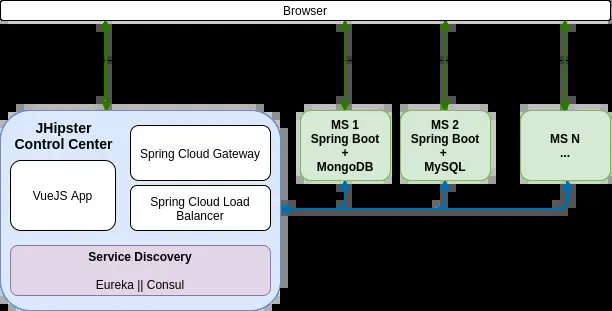 Browser
JHipster
Control Center
VueJS App
Spring Cloud Gateway
Spring Cloud Load
Balancer
Service Discovery
Eureka || Consul
MS 1
Spring Boot
+
MongoDB
MS 2
Spring Boot
+
MySQL
MS N
...